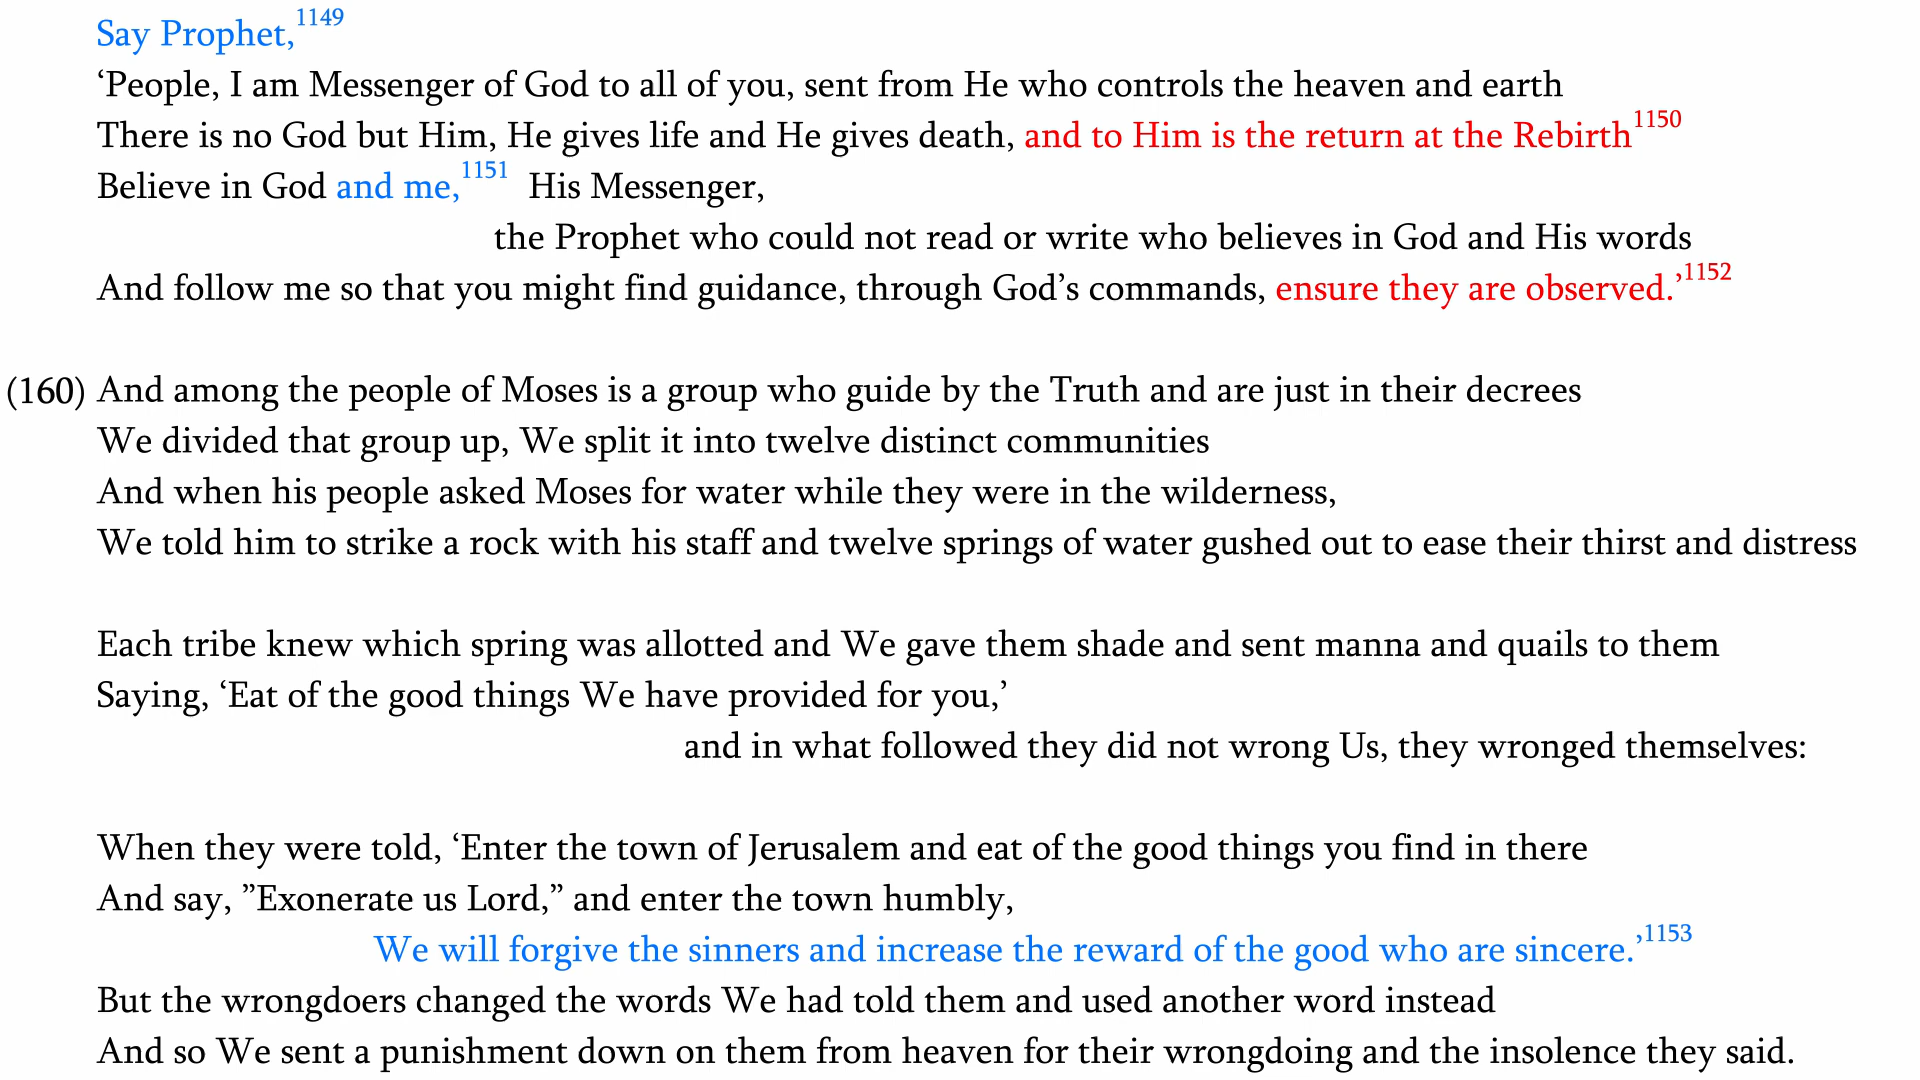 Say Prophet,1149
‘People, I am Messenger of God to all of you, sent from He who controls the heaven and earth
There is no God but Him, He gives life and He gives death, and to Him is the return at the Rebirth1150
Believe in God and me,1151 His Messenger,
the Prophet who could not read or write who believes in God and His words
And follow me so that you might find guidance, through God’s commands, ensure they are observed.’1152
(160) And among the people of Moses is a group who guide by the Truth and are just in their decrees
We divided that group up, We split it into twelve distinct communities
And when his people asked Moses for water while they were in the wilderness,
We told him to strike a rock with his staff and twelve springs of water gushed out to ease their thirst and distress
Each tribe knew which spring was allotted and We gave them shade and sent manna and quails to them
Saying, ‘Eat of the good things We have provided for you,’
and in what followed they did not wrong Us, they wronged themselves:
When they were told, ‘Enter the town of Jerusalem and eat of the good things you find in there
And say, ”Exonerate us Lord,” and enter the town humbly,
We will forgive the sinners and increase the reward of the good who are sincere.’1153
But the wrongdoers changed the words We had told them and used another word instead
And so We sent a punishment down on them from heaven for their wrongdoing and the insolence they said.